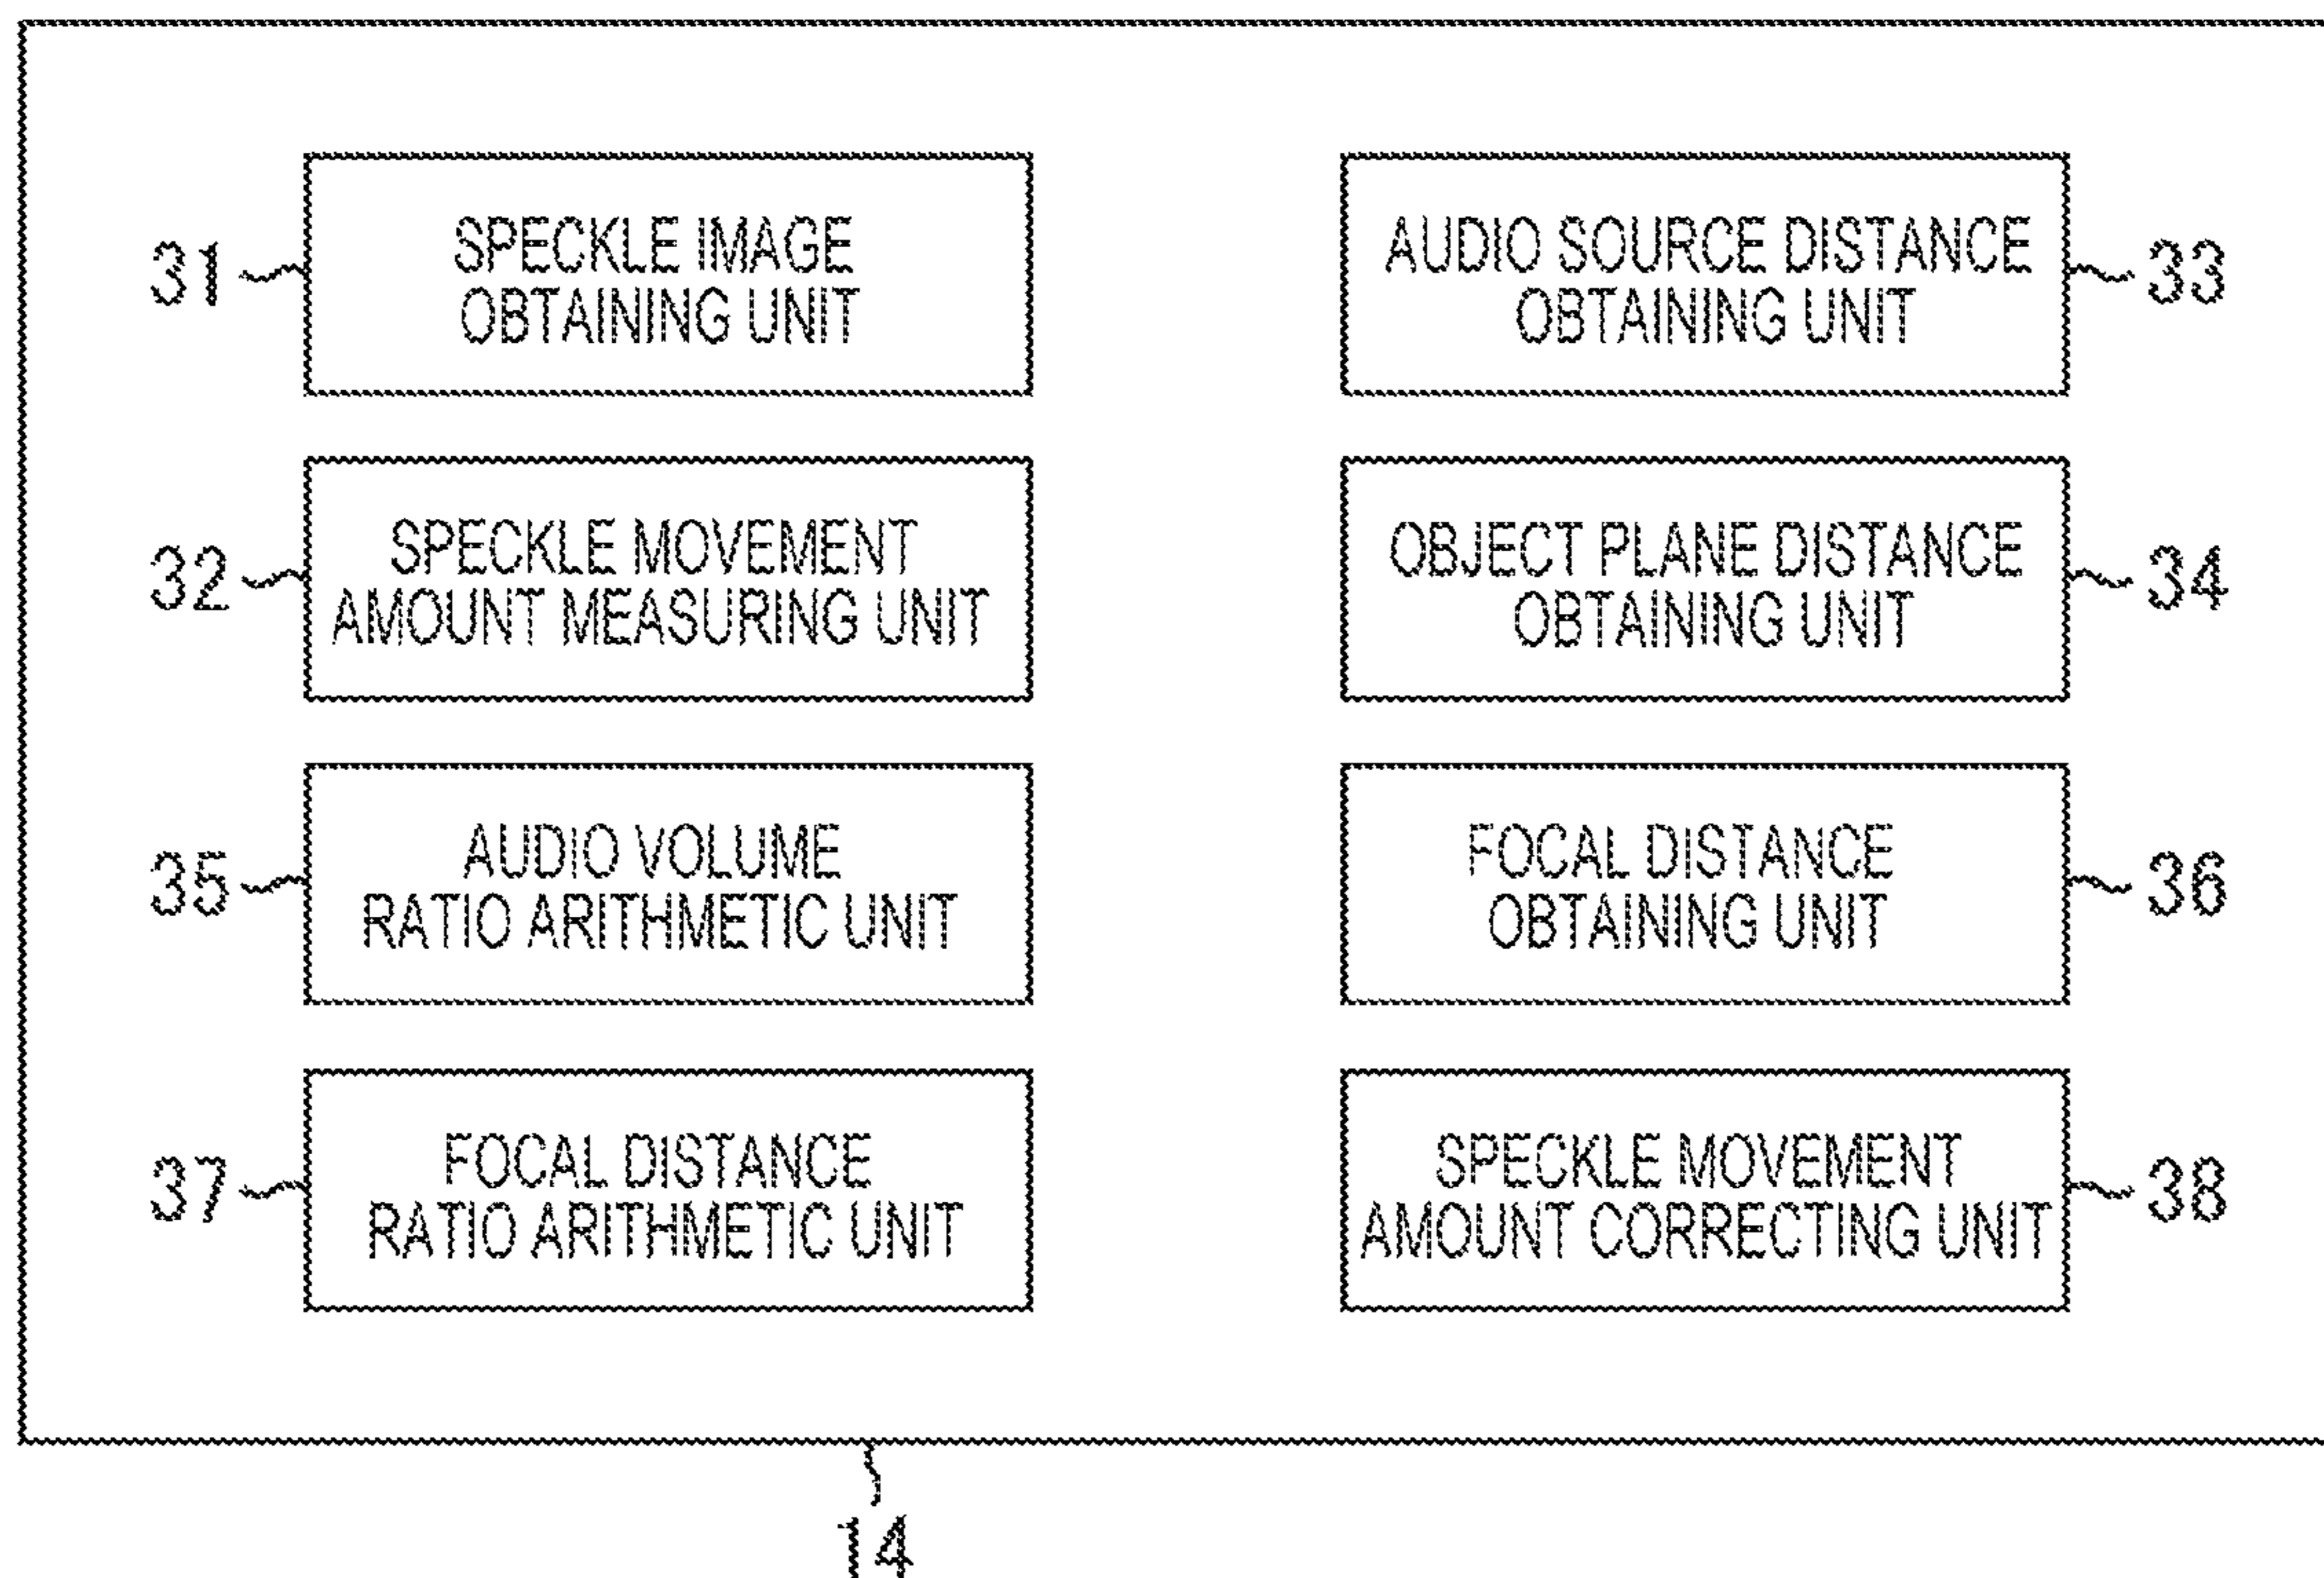 31
SPECKLE IMAGE
OBTAINING UNIT
AUDIO SOURCE DISTANCE
OBTAINING UNIT
33
32
SPECKLE MOVEMENT
AMOUNT MEASURING UNIT
OBJECT PLANE DISTANCE
OBTAINING UNIT
34
35
AUDIO VOLUME
RATIO ARITHMETIC UNIT
FOCAL DISTANCE
OBTAINING UNIT
36
37
FOCAL DISTANCE
RATIO ARITHMETIC UNIT
SPECKLE MOVEMENT
AMOUNT CORRECTING UNIT
38
14